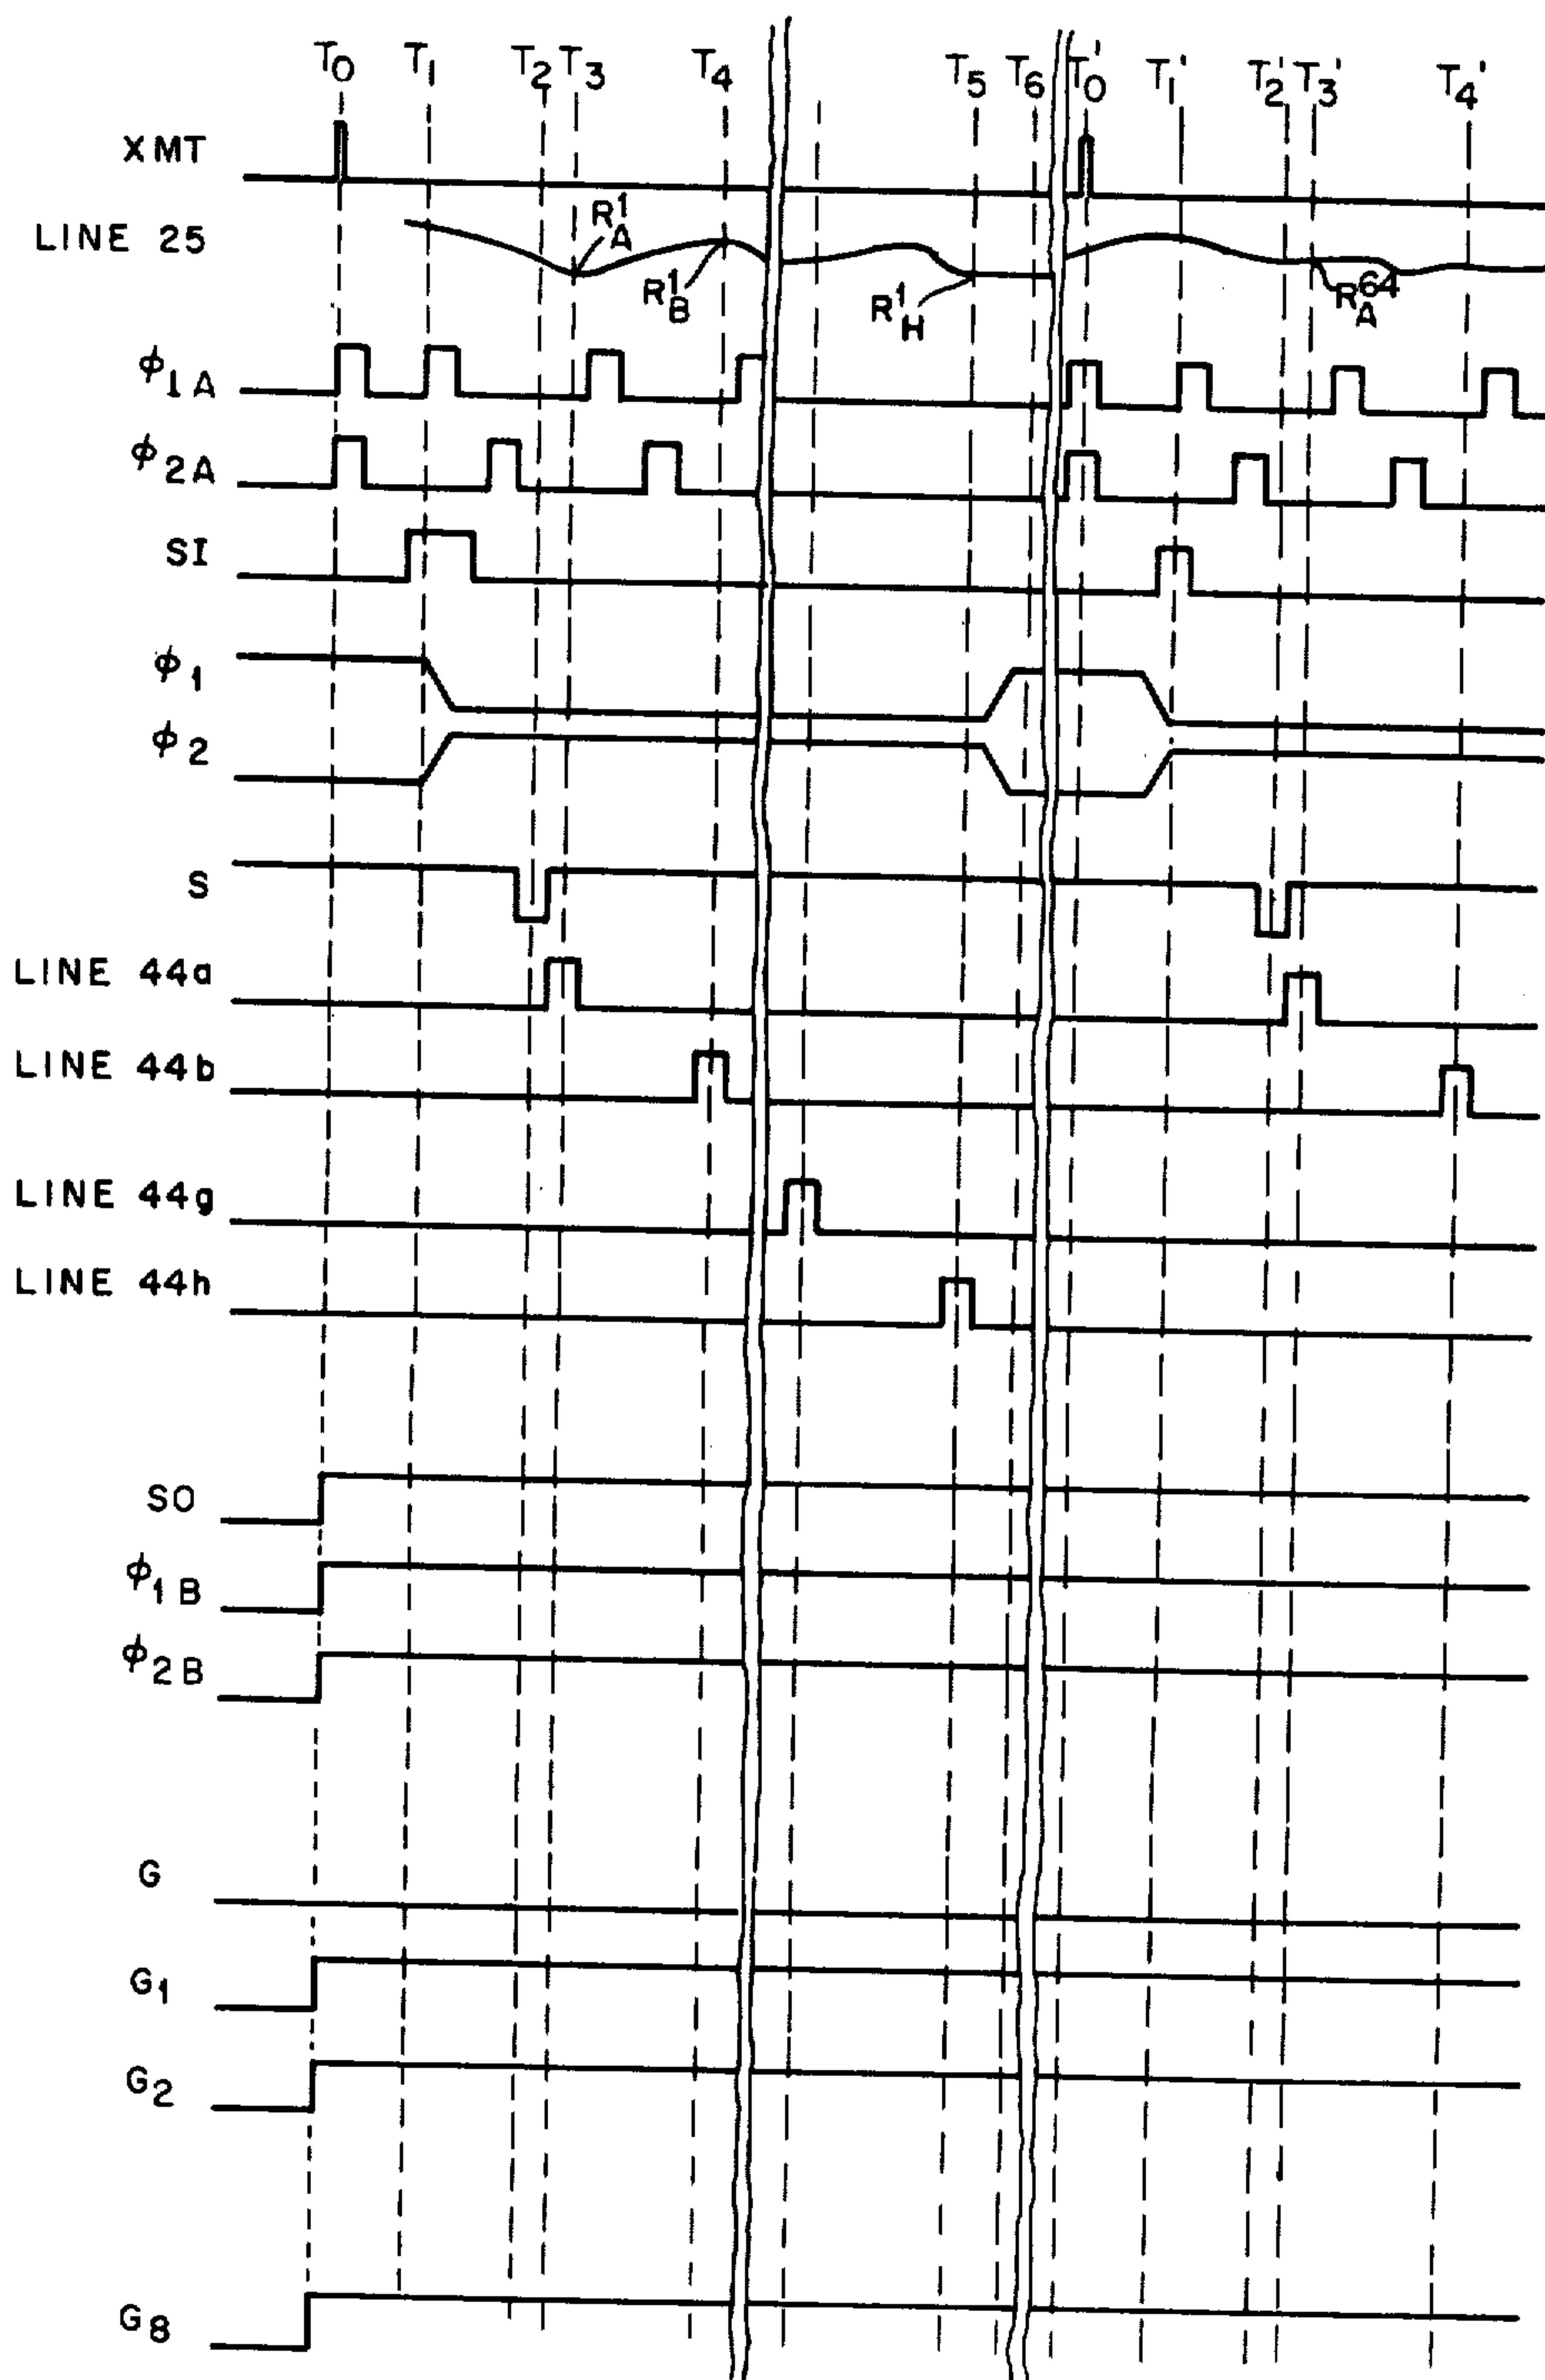 T0 T1 T2 T3 T4 T5 T6 T0' T1' T2' T3' T4'
XMT
LINE 25
R¹A
R¹B
R¹H
R⁶⁴A
ϕ1A
ϕ2A
SI
ϕ1
ϕ2
S
LINE 44a
LINE 44b
LINE 44g
LINE 44h
SO
ϕ1B
ϕ2B
G
G1
G2
G8